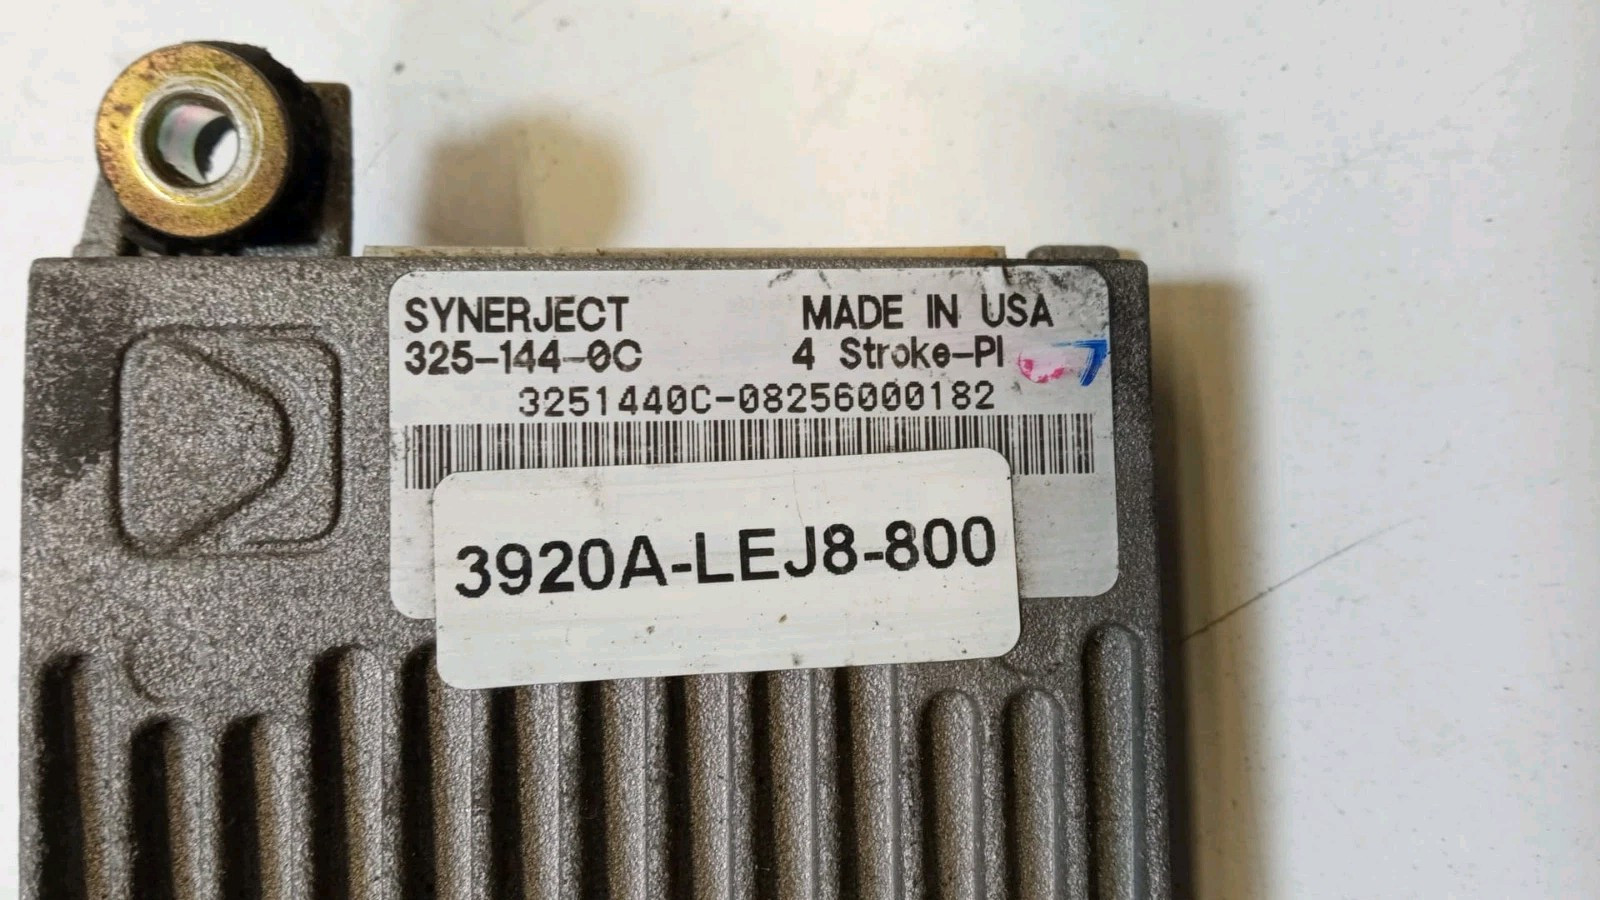 SYNERJECT MADE IN USA
325-144-0C 4 Stroke-PI
3251440C-08256000182
3920A-LEJ8-800